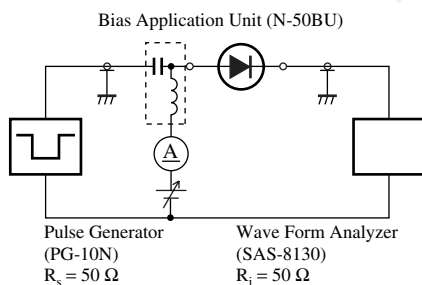 Bias Application Unit (N-50BU)
A
Pulse Generator
(PG-10N)
Rs = 50 Ω
Wave Form Analyzer
(SAS-8130)
Ri = 50 Ω